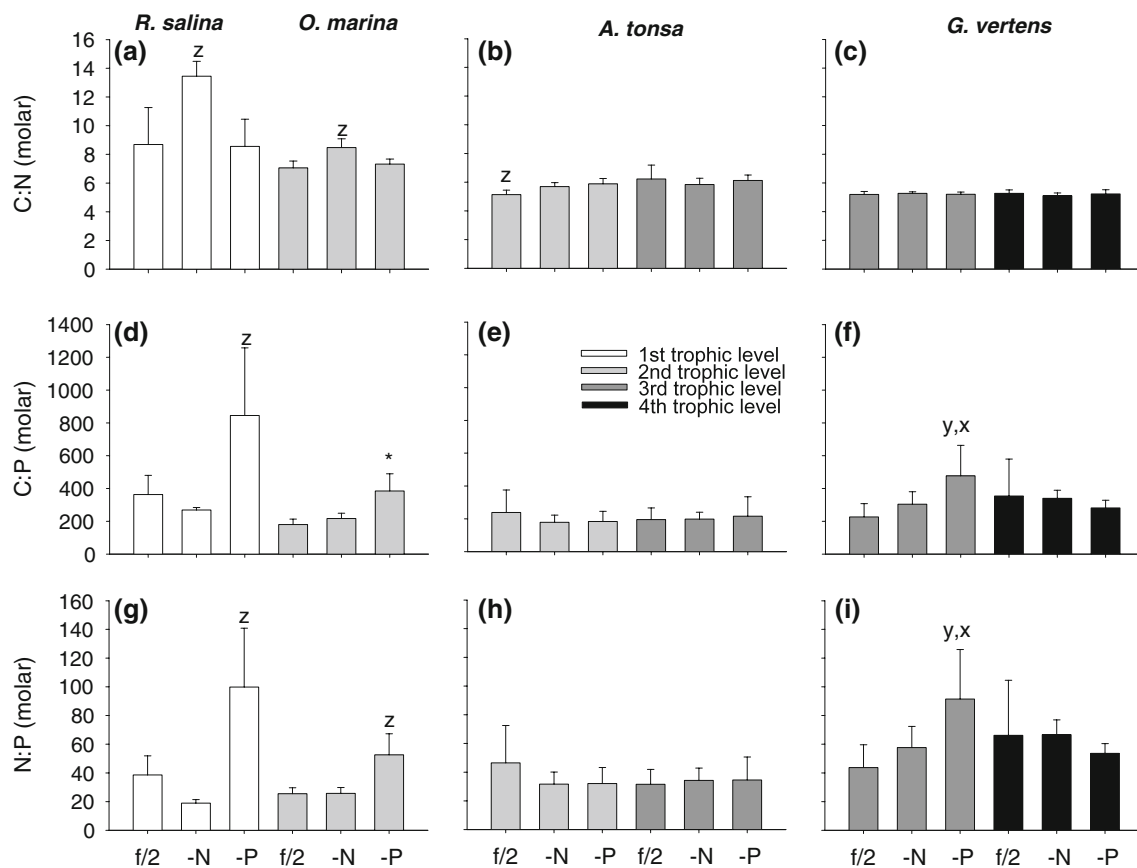 R. salina O. marina A. tonsa G. vertens
(a) (b) (c)
C:N (molar)
16
14
12
10
8
6
4
2
0
z
z
z
(d) (e) (f)
C:P (molar)
1400
1200
1000
800
600
400
200
0
z
*
1st trophic level
2nd trophic level
3rd trophic level
4th trophic level
y,x
(g) (h) (i)
N:P (molar)
160
140
120
100
80
60
40
20
0
z
z
y,x
f/2 -N -P f/2 -N -P f/2 -N -P f/2 -N -P f/2 -N -P f/2 -N -P